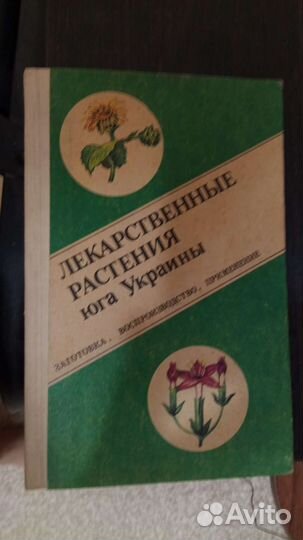 ЛЕКАРСТВЕННЫЕ
РАСТЕНИЯ
юга Украины
ЗАГОТОВКА, ВОСПРОИЗВОДСТВО, ПРИМЕНЕНИЕ
Avito